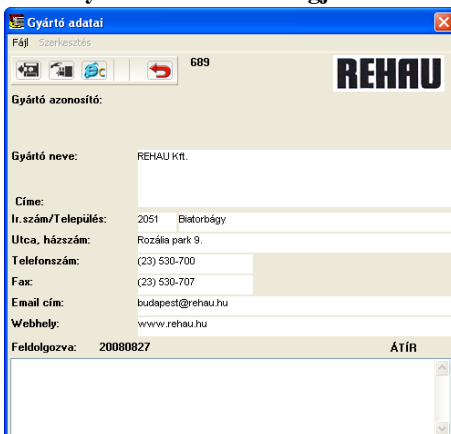 Gyártó adatai
Fájl Szerkesztés
689
REHAU
Gyártó azonosító:
Gyártó neve: REHAU Kft.
Címe:
Ir.szám/Település: 2051 Biatorbágy
Utca, házszám: Rozália park 9.
Telefonszám: (23) 530-700
Fax: (23) 530-707
Email cím: budapest@rehau.hu
Webhely: www.rehau.hu
Feldolgozva: 20080827 ÁTÍR